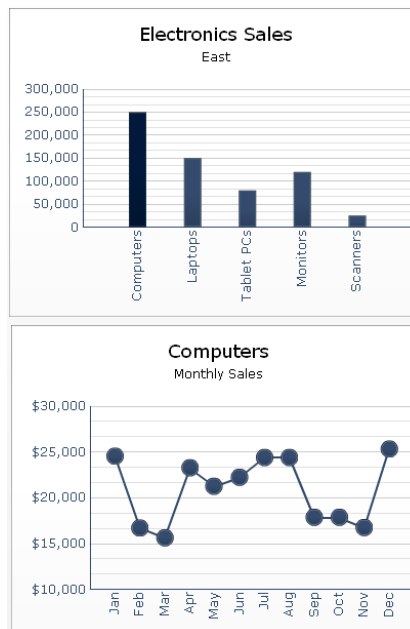 Electronics Sales
East
300,000
250,000
200,000
150,000
100,000
50,000
0
Computers
Laptops
Tablet PCs
Monitors
Scanners
Computers
Monthly Sales
$30,000
$25,000
$20,000
$15,000
$10,000
Jan
Feb
Mar
Apr
May
Jun
Jul
Aug
Sep
Oct
Nov
Dec